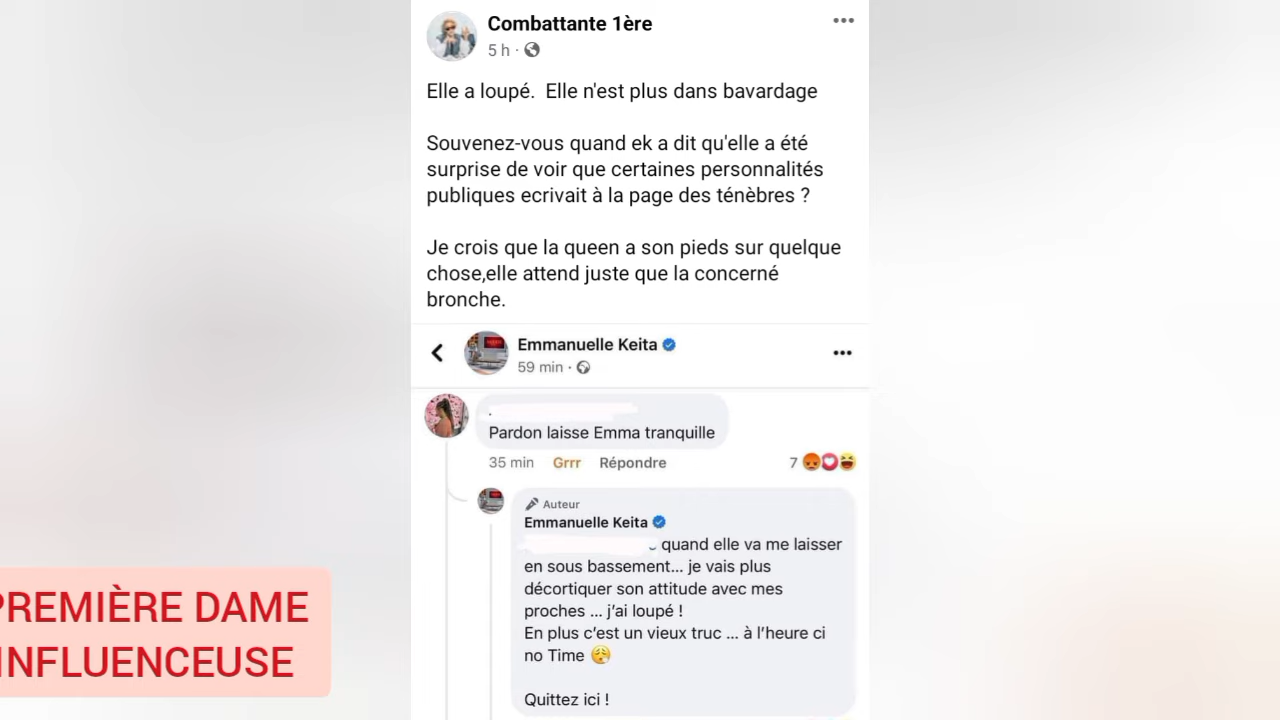 Combattante 1ère
5 h
Elle a loupé. Elle n'est plus dans bavardage
Souvenez-vous quand ek a dit qu'elle a été
surprise de voir que certaines personnalités
publiques ecrivait à la page des ténèbres ?
Je crois que la queen a son pieds sur quelque
chose,elle attend juste que la concerné
bronche.
Emmanuelle Keita
59 min
Pardon laisse Emma tranquille
35 min Grrr Répondre 7
Auteur
Emmanuelle Keita
quand elle va me laisser
en sous bassement... je vais plus
décortiquer son attitude avec mes
proches ... j'ai loupé !
En plus c'est un vieux truc ... à l'heure ci
no Time 😮‍💨
Quittez ici !
PREMIÈRE DAME
INFLUENCEUSE